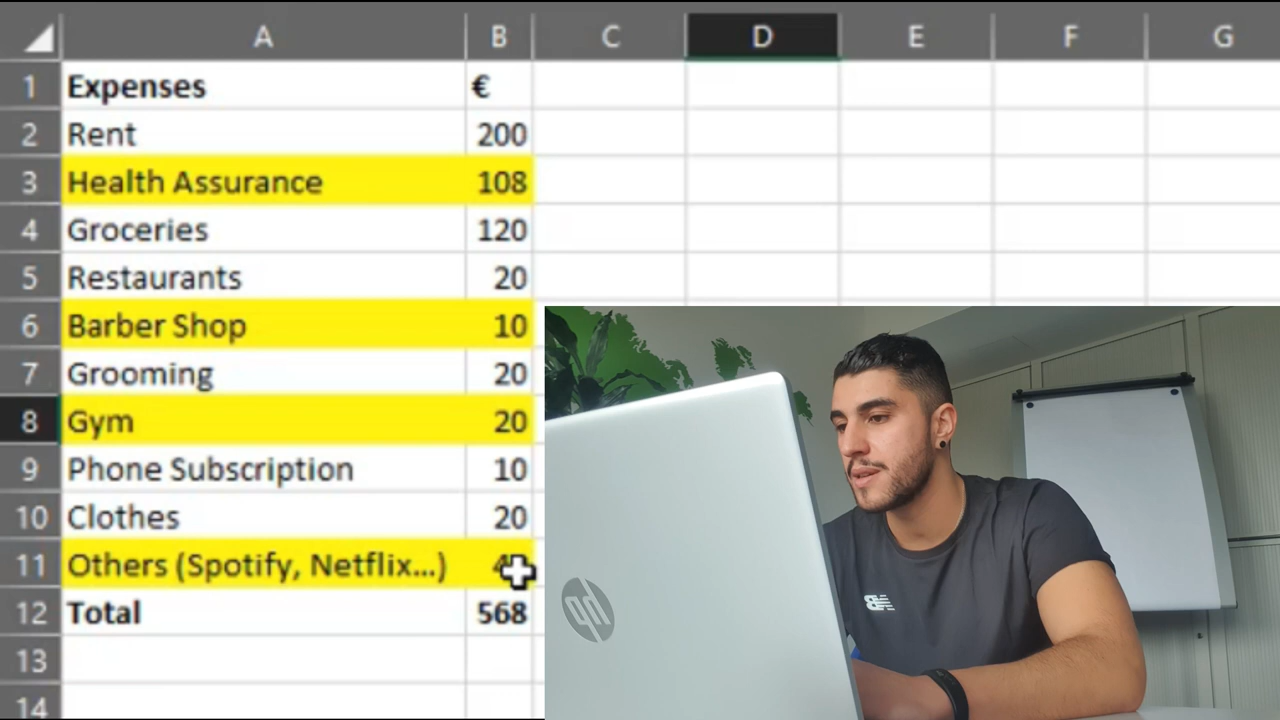 A B C D E F G
1 Expenses €
2 Rent 200
3 Health Assurance 108
4 Groceries 120
5 Restaurants 20
6 Barber Shop 10
7 Grooming 20
8 Gym 20
9 Phone Subscription 10
10 Clothes 20
11 Others (Spotify, Netflix...)
12 Total 568
13
14
hp